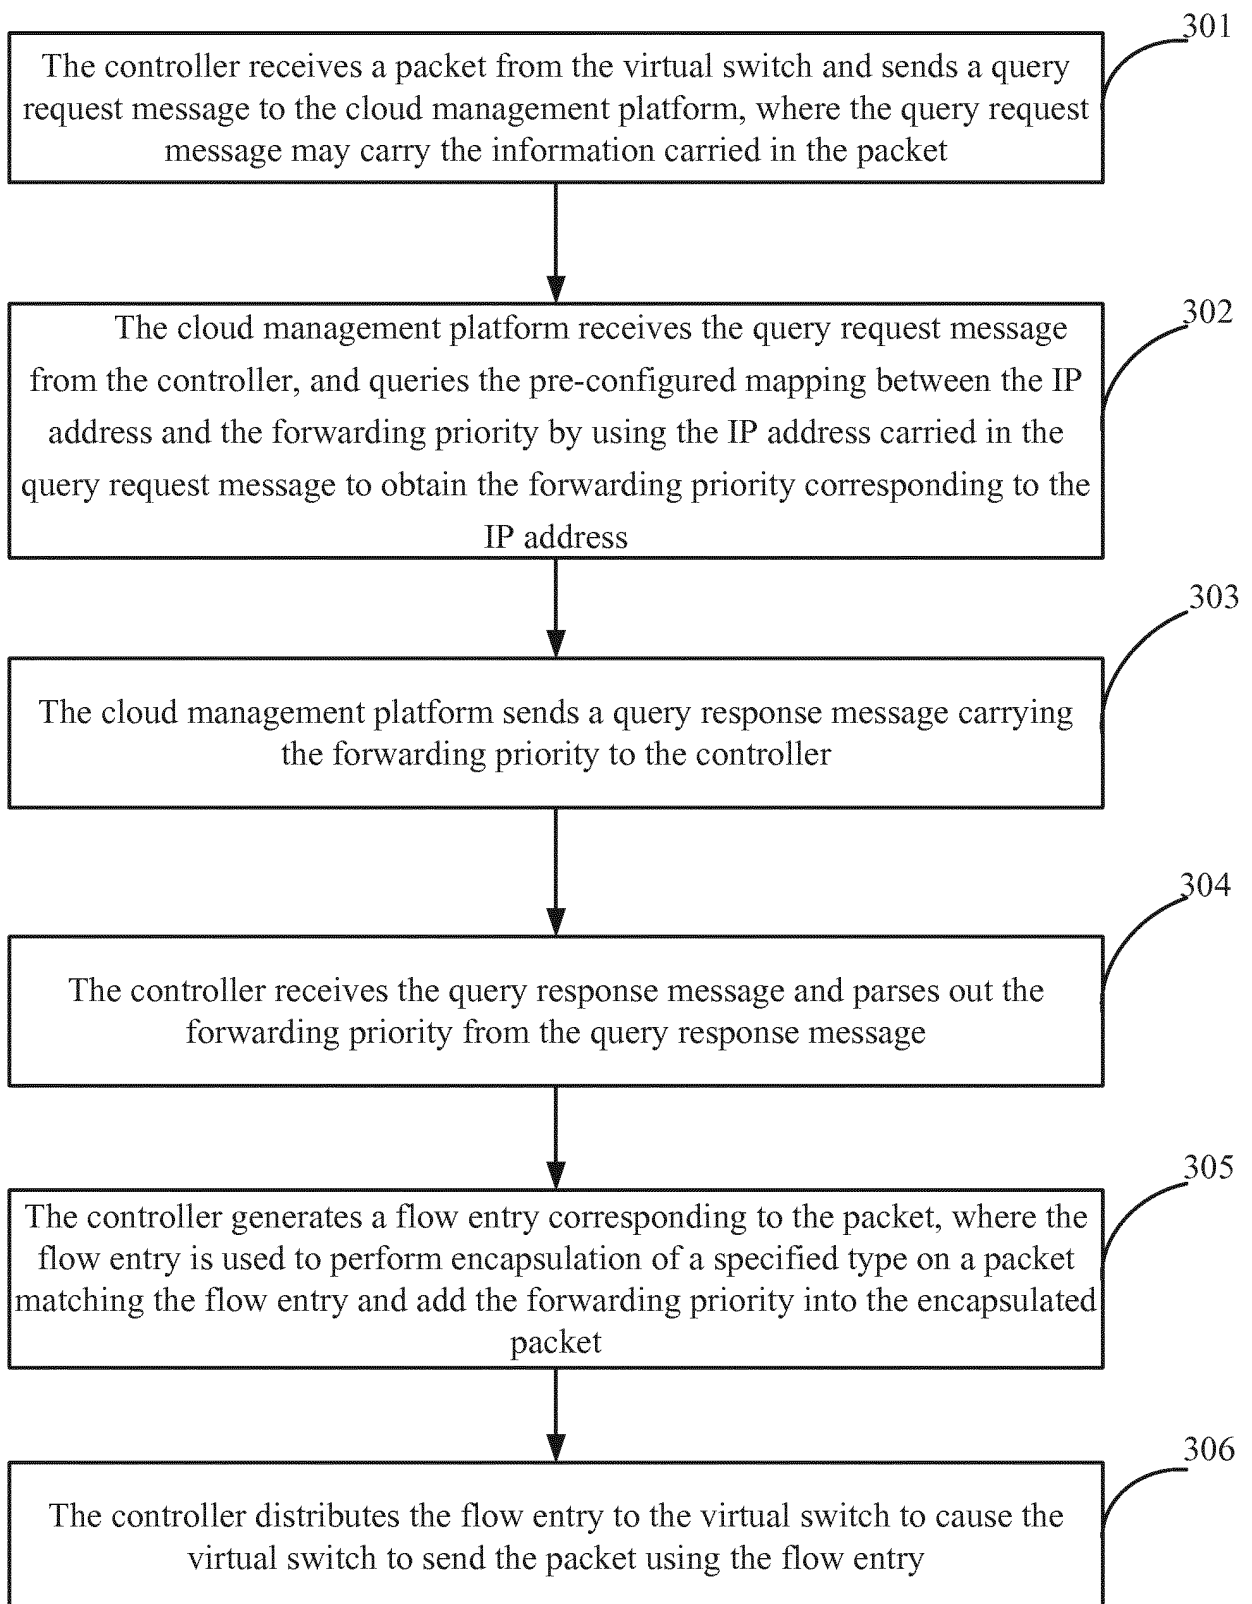 301
The controller receives a packet from the virtual switch and sends a query
request message to the cloud management platform, where the query request
message may carry the information carried in the packet
302
The cloud management platform receives the query request message
from the controller, and queries the pre-configured mapping between the IP
address and the forwarding priority by using the IP address carried in the
query request message to obtain the forwarding priority corresponding to the
IP address
303
The cloud management platform sends a query response message carrying
the forwarding priority to the controller
304
The controller receives the query response message and parses out the
forwarding priority from the query response message
305
The controller generates a flow entry corresponding to the packet, where the
flow entry is used to perform encapsulation of a specified type on a packet
matching the flow entry and add the forwarding priority into the encapsulated
packet
306
The controller distributes the flow entry to the virtual switch to cause the
virtual switch to send the packet using the flow entry